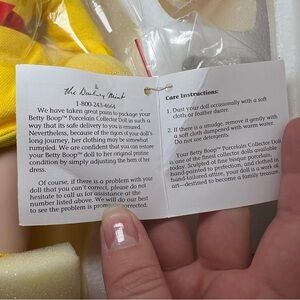 The Danbury Mint
1-800-243-4664
We have taken great pains to package your
Betty Boop™ Porcelain Collector Doll in such a
way that its safe delivery to you is ensured.
Nevertheless, because of the rigors of your doll's
long journey, her clothing may be somewhat
rumpled. We are confident that you can restore
your Betty Boop™ doll to her original pristine
condition by simply adjusting the hem of her
dress.
Of course, if there is a problem with your
doll that you can't correct, please do not
hesitate to call us for assistance at the
number listed above. We will do our best
to see the problem is promptly corrected.
Care Instructions:
1. Dust your doll occasionally with a soft
cloth or feather duster.
2. If there is a smudge, remove it gently with
a soft cloth dampened with warm water.
Do not use detergents.
Your Betty Boop™ Porcelain Collector Doll
is one of the finest collector dolls available
today. Sculpted of fine bisque porcelain,
hand-painted to perfection, and clothed in
hand-tailored attire, your doll is a work of
art—destined to become a family treasure.